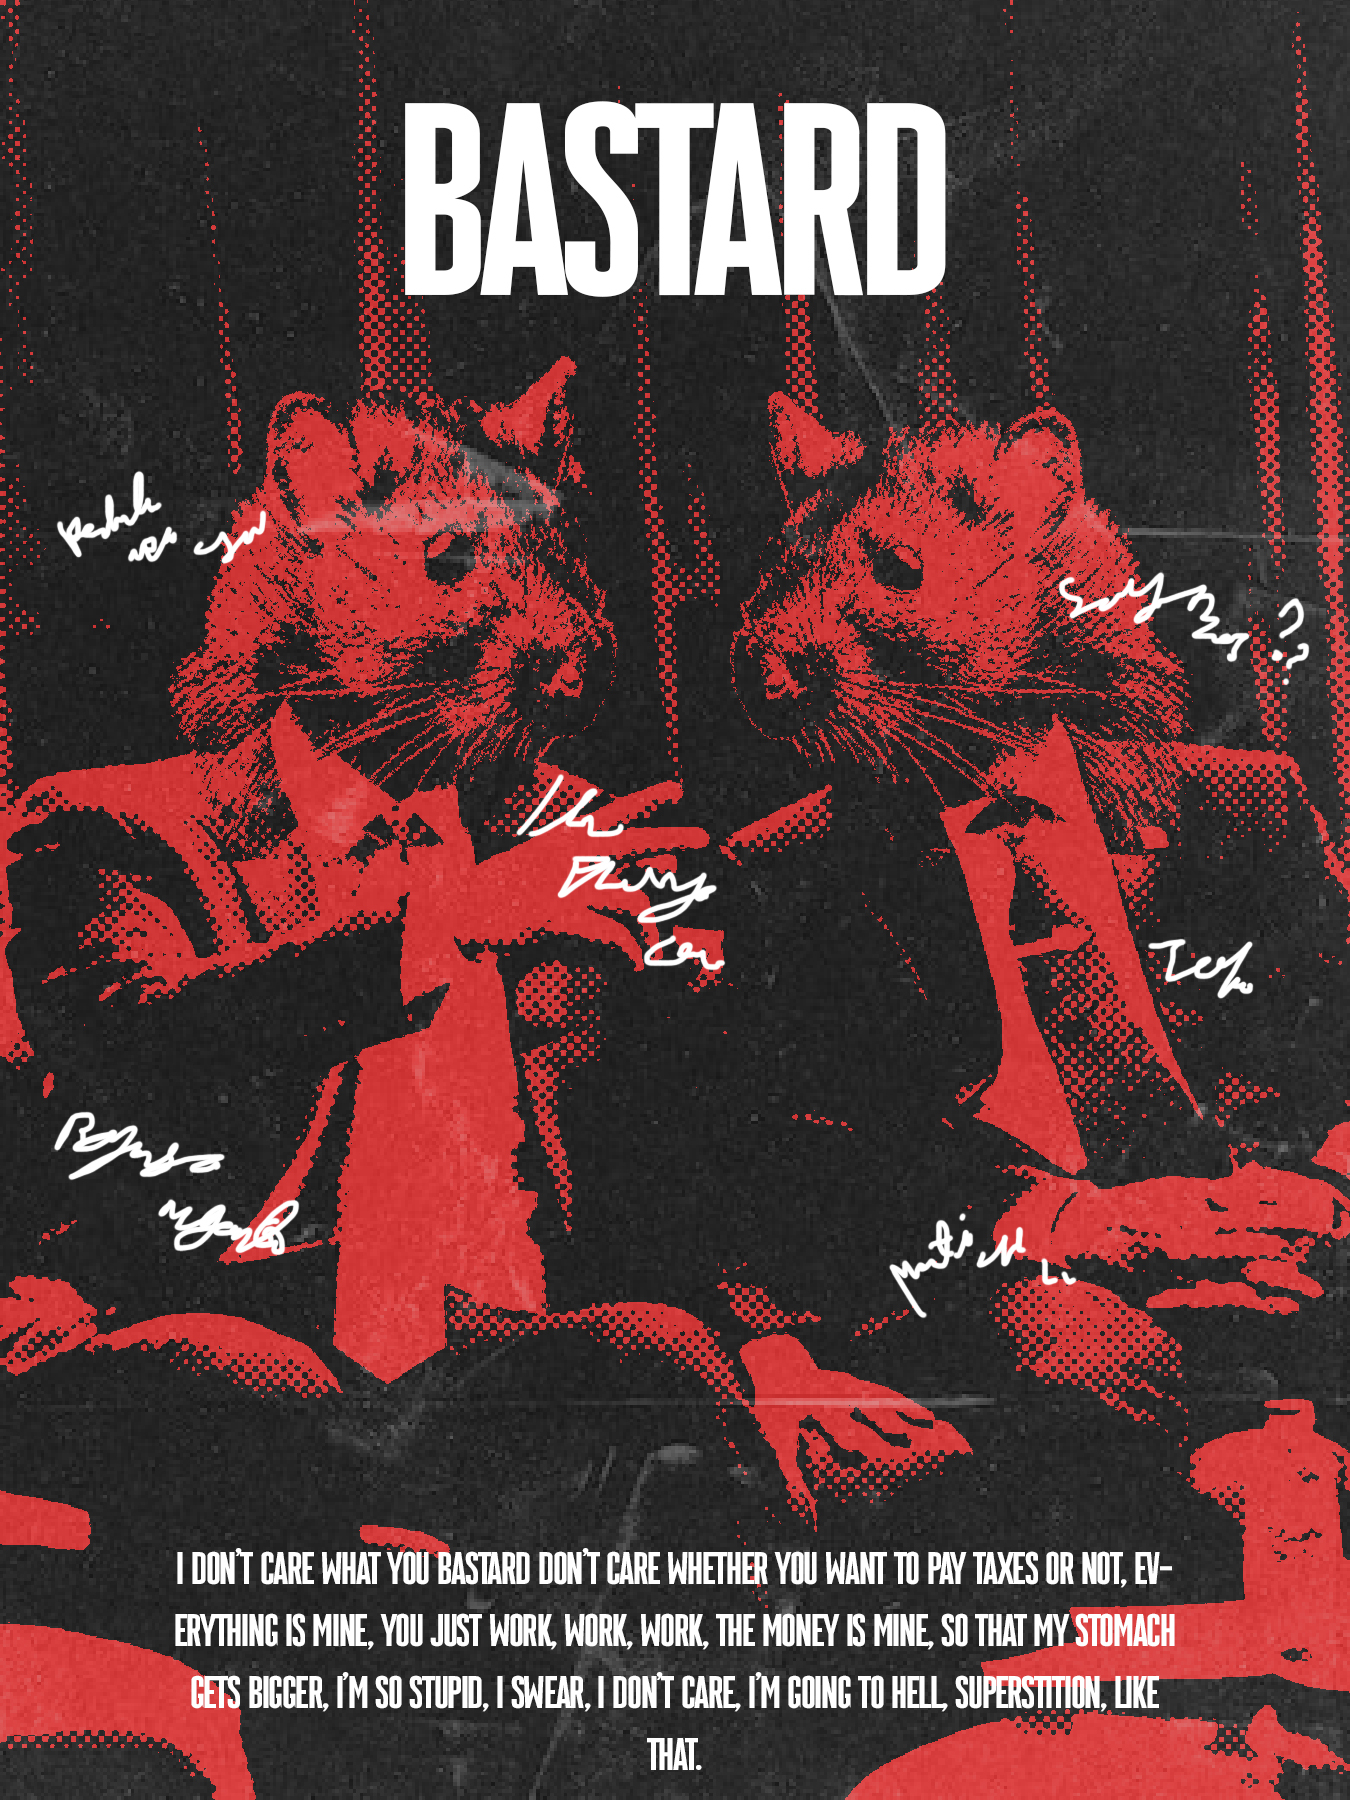 BASTARD
I DON'T CARE WHAT YOU BASTARD DON'T CARE WHETHER YOU WANT TO PAY TAXES OR NOT, EV-
ERYTHING IS MINE, YOU JUST WORK, WORK, WORK, THE MONEY IS MINE, SO THAT MY STOMACH
GETS BIGGER, I'M SO STUPID, I SWEAR, I DON'T CARE, I'M GOING TO HELL, SUPERSTITION, LIKE
THAT.